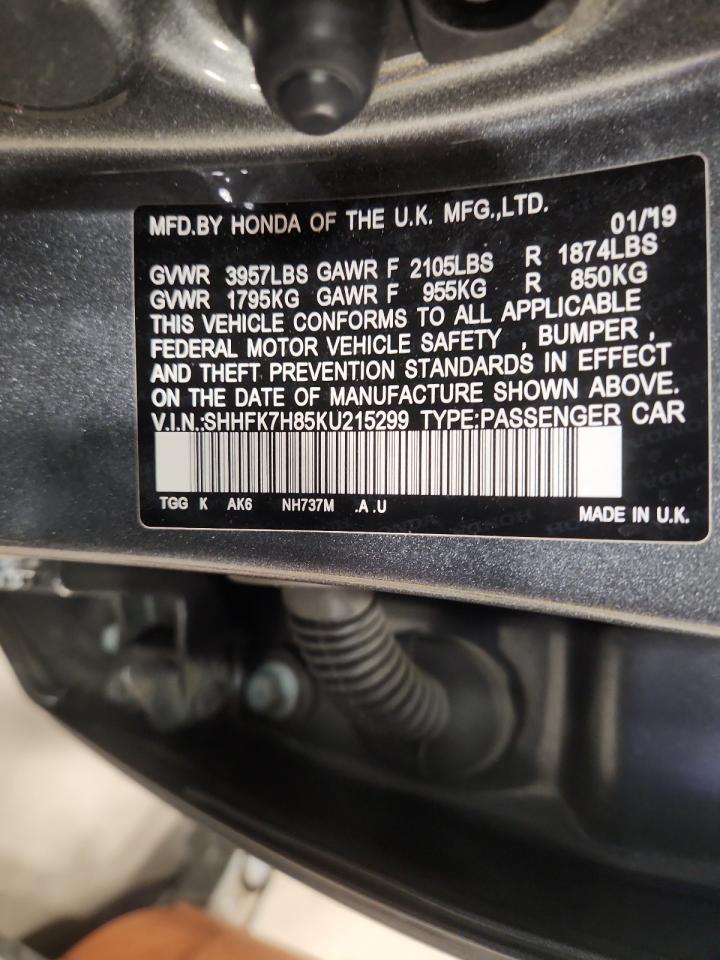 MFD.BY HONDA OF THE U.K. MFG.,LTD. 01/19
GVWR 3957LBS GAWR F 2105LBS R 1874LBS
GVWR 1795KG GAWR F 955KG R 850KG
THIS VEHICLE CONFORMS TO ALL APPLICABLE
FEDERAL MOTOR VEHICLE SAFETY , BUMPER ,
AND THEFT PREVENTION STANDARDS IN EFFECT
ON THE DATE OF MANUFACTURE SHOWN ABOVE.
V.I.N.:SHHFK7H85KU215299 TYPE:PASSENGER CAR
TGG K AK6 NH737M .A .U
MADE IN U.K.